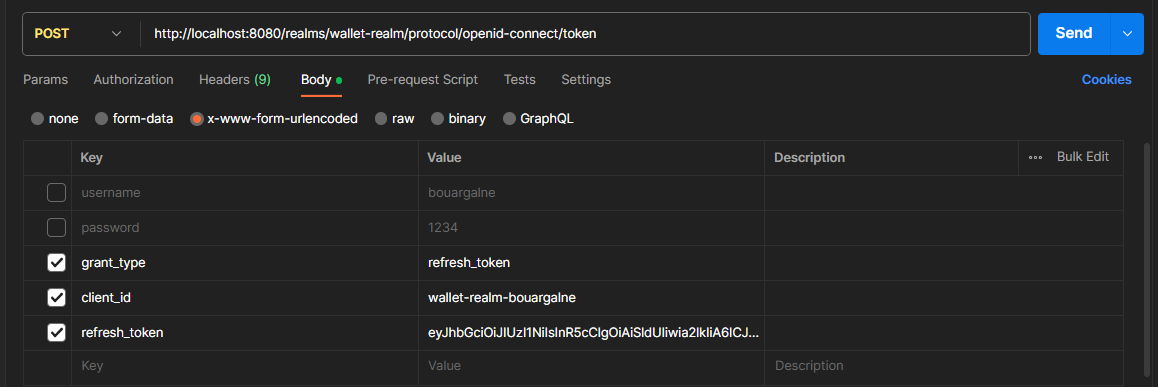 POST http://localhost:8080/realms/wallet-realm/protocol/openid-connect/token Send
Params Authorization Headers (9) Body Pre-request Script Tests Settings Cookies
none form-data x-www-form-urlencoded raw binary GraphQL
Key Value Description Bulk Edit
username bouargalne
password 1234
grant_type refresh_token
client_id wallet-realm-bouargalne
refresh_token eyJhbGciOiJIUzI1NiIsInR5cCIgOiAiSldUIiwia2lkIiA6ICJ...
Key Value Description